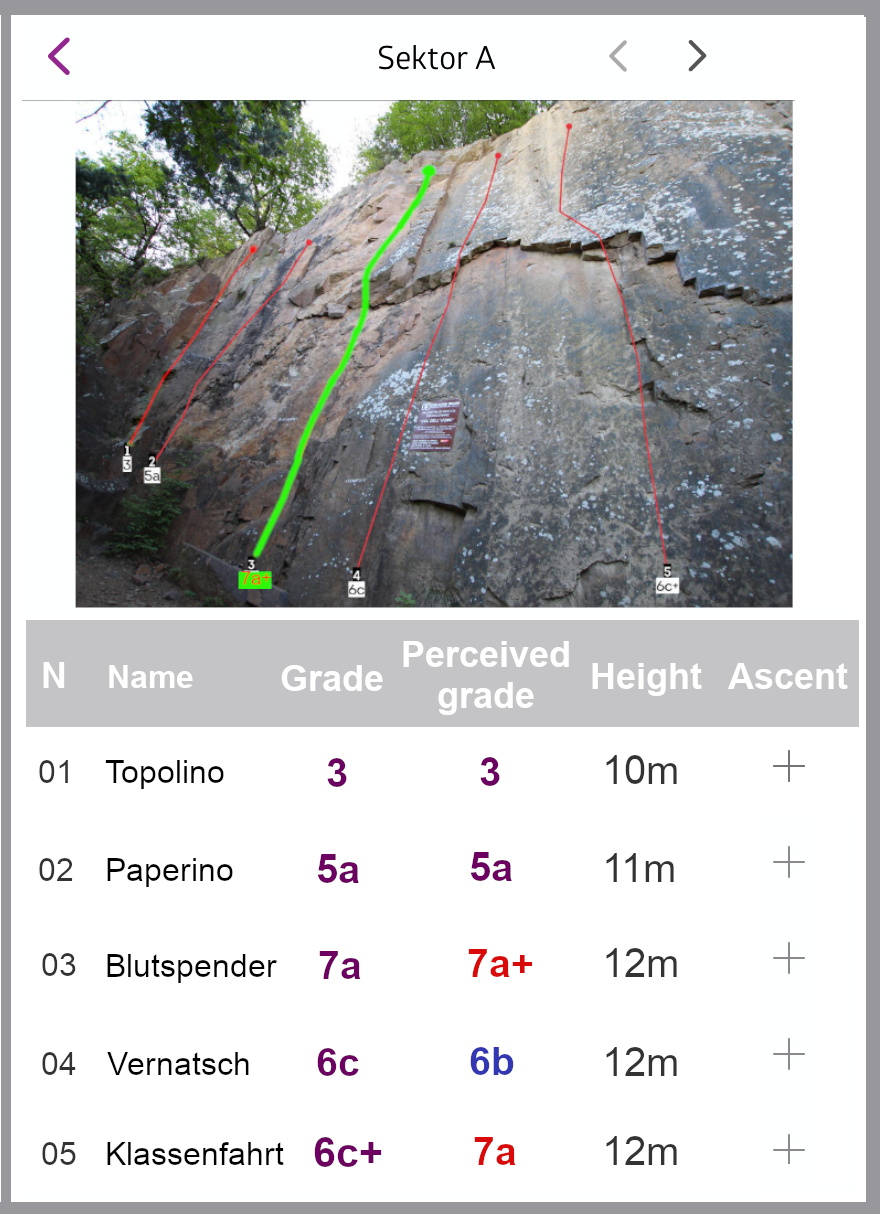 Sektor A
1
3
2
5a
3
7a+
4
6c
5
6c+
N Name Grade Perceived grade Height Ascent
01 Topolino 3 3 10m +
02 Paperino 5a 5a 11m +
03 Blutspender 7a 7a+ 12m +
04 Vernatsch 6c 6b 12m +
05 Klassenfahrt 6c+ 7a 12m +